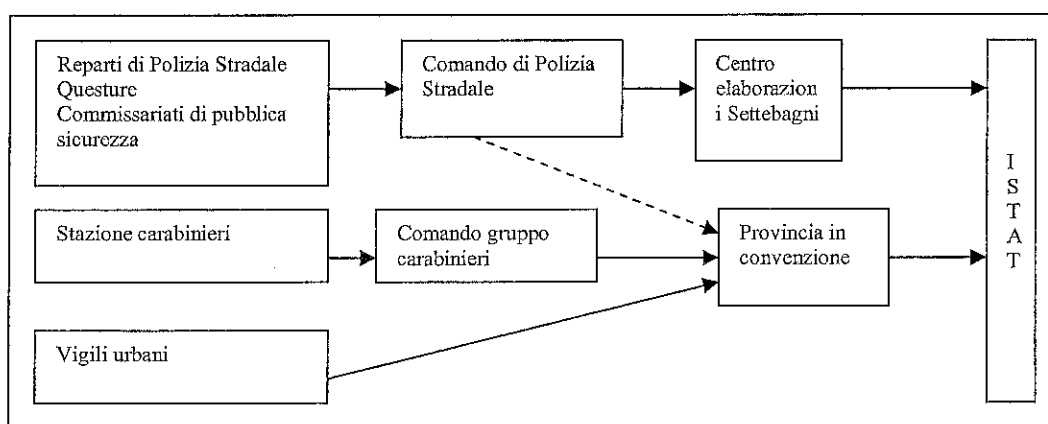 Reparti di Polizia Stradale
Questure
Commissariati di pubblica
sicurezza
Comando di Polizia
Stradale
Centro
elaborazion
i Settebagni
Stazione carabinieri
Comando gruppo
carabinieri
Provincia in
convenzione
Vigili urbani
I
S
T
A
T